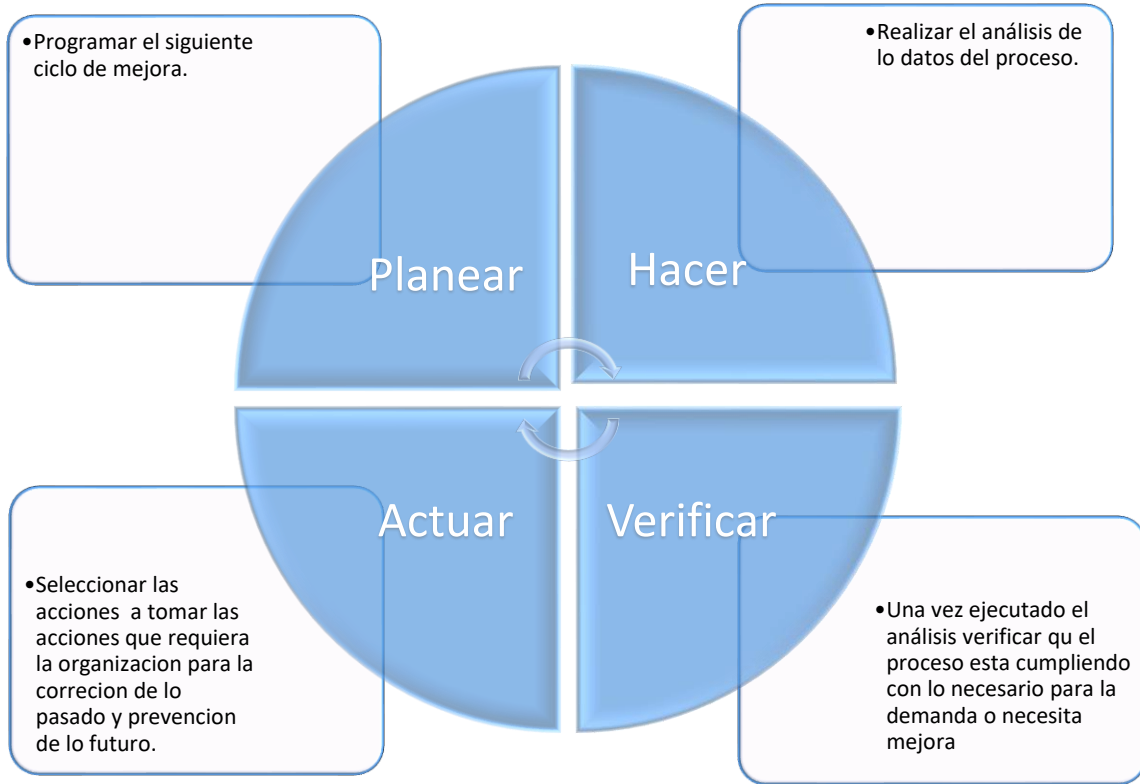 •Programar el siguiente
ciclo de mejora.
•Realizar el análisis de
lo datos del proceso.
Planear
Hacer
Actuar
Verificar
•Seleccionar las
acciones  a tomar las
acciones que requiera
la organizacion para la
correcion de lo
pasado y prevencion
de lo futuro.
•Una vez ejecutado el
análisis verificar qu el
proceso esta cumpliendo
con lo necesario para la
demanda o necesita
mejora